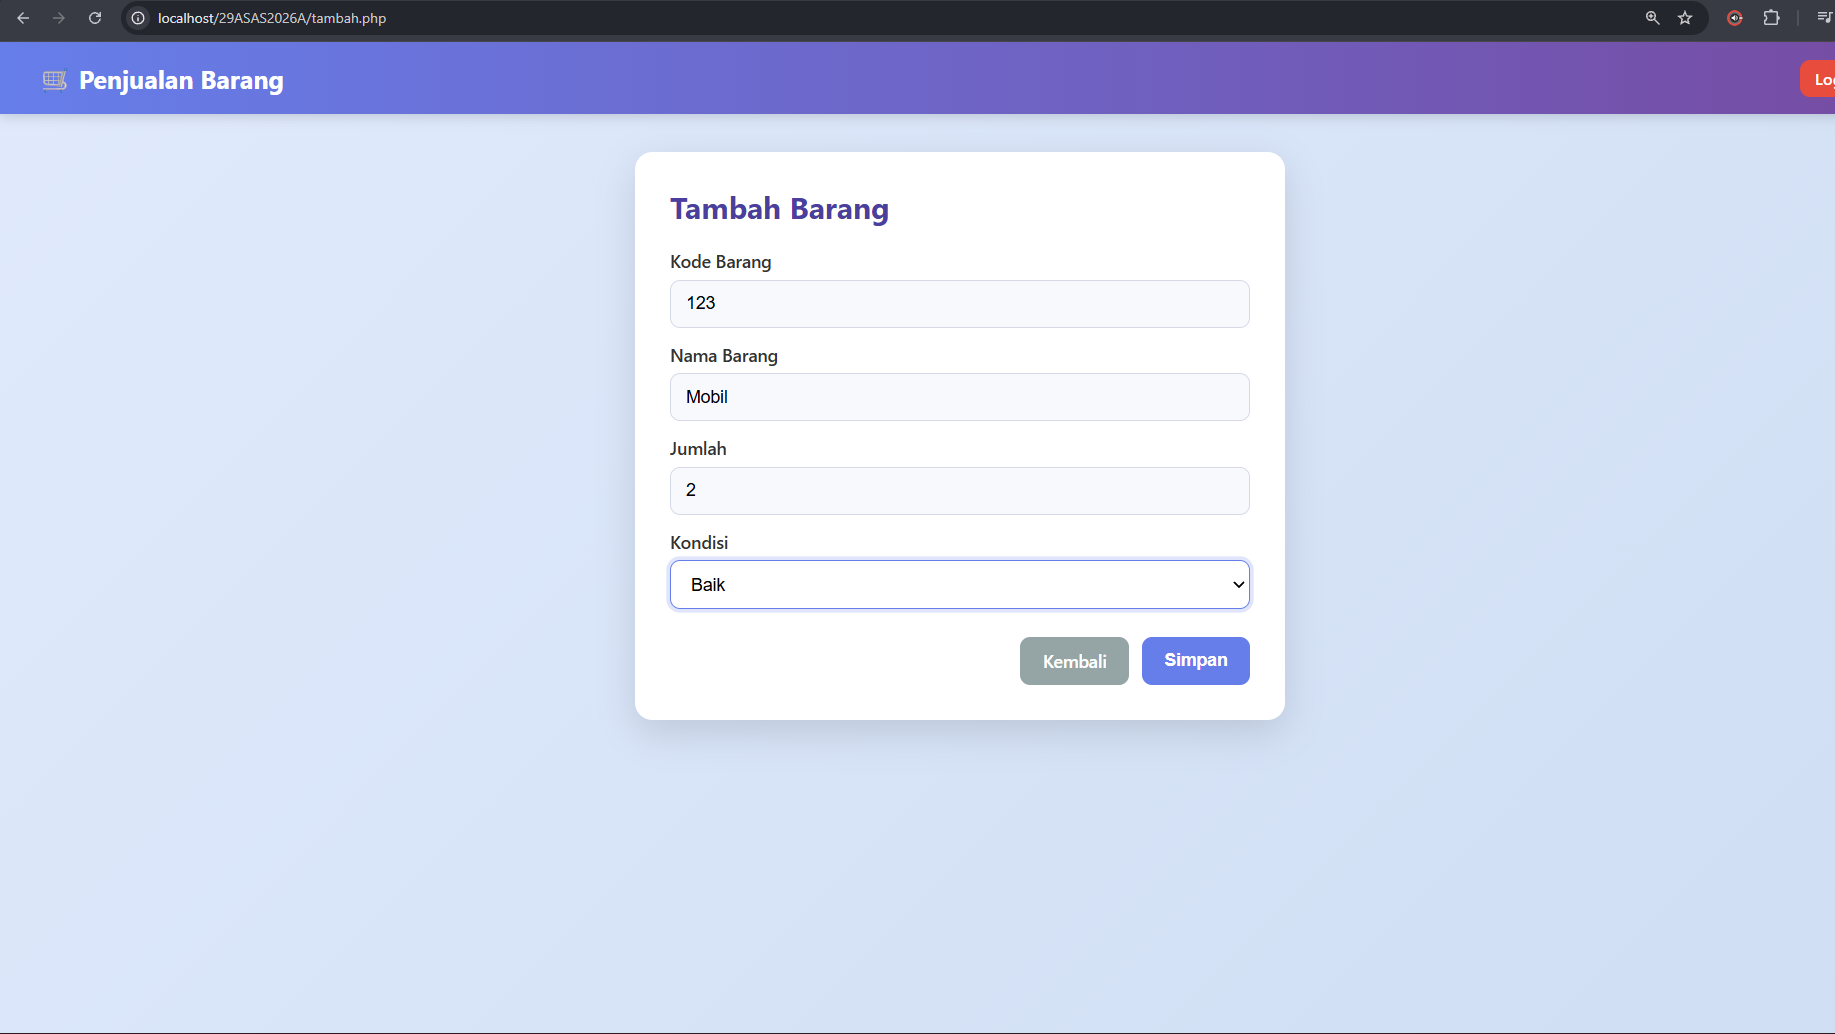 localhost/29ASAS2026A/tambah.php
Penjualan Barang
Tambah Barang
Kode Barang
123
Nama Barang
Mobil
Jumlah
2
Kondisi
Baik
Kembali
Simpan